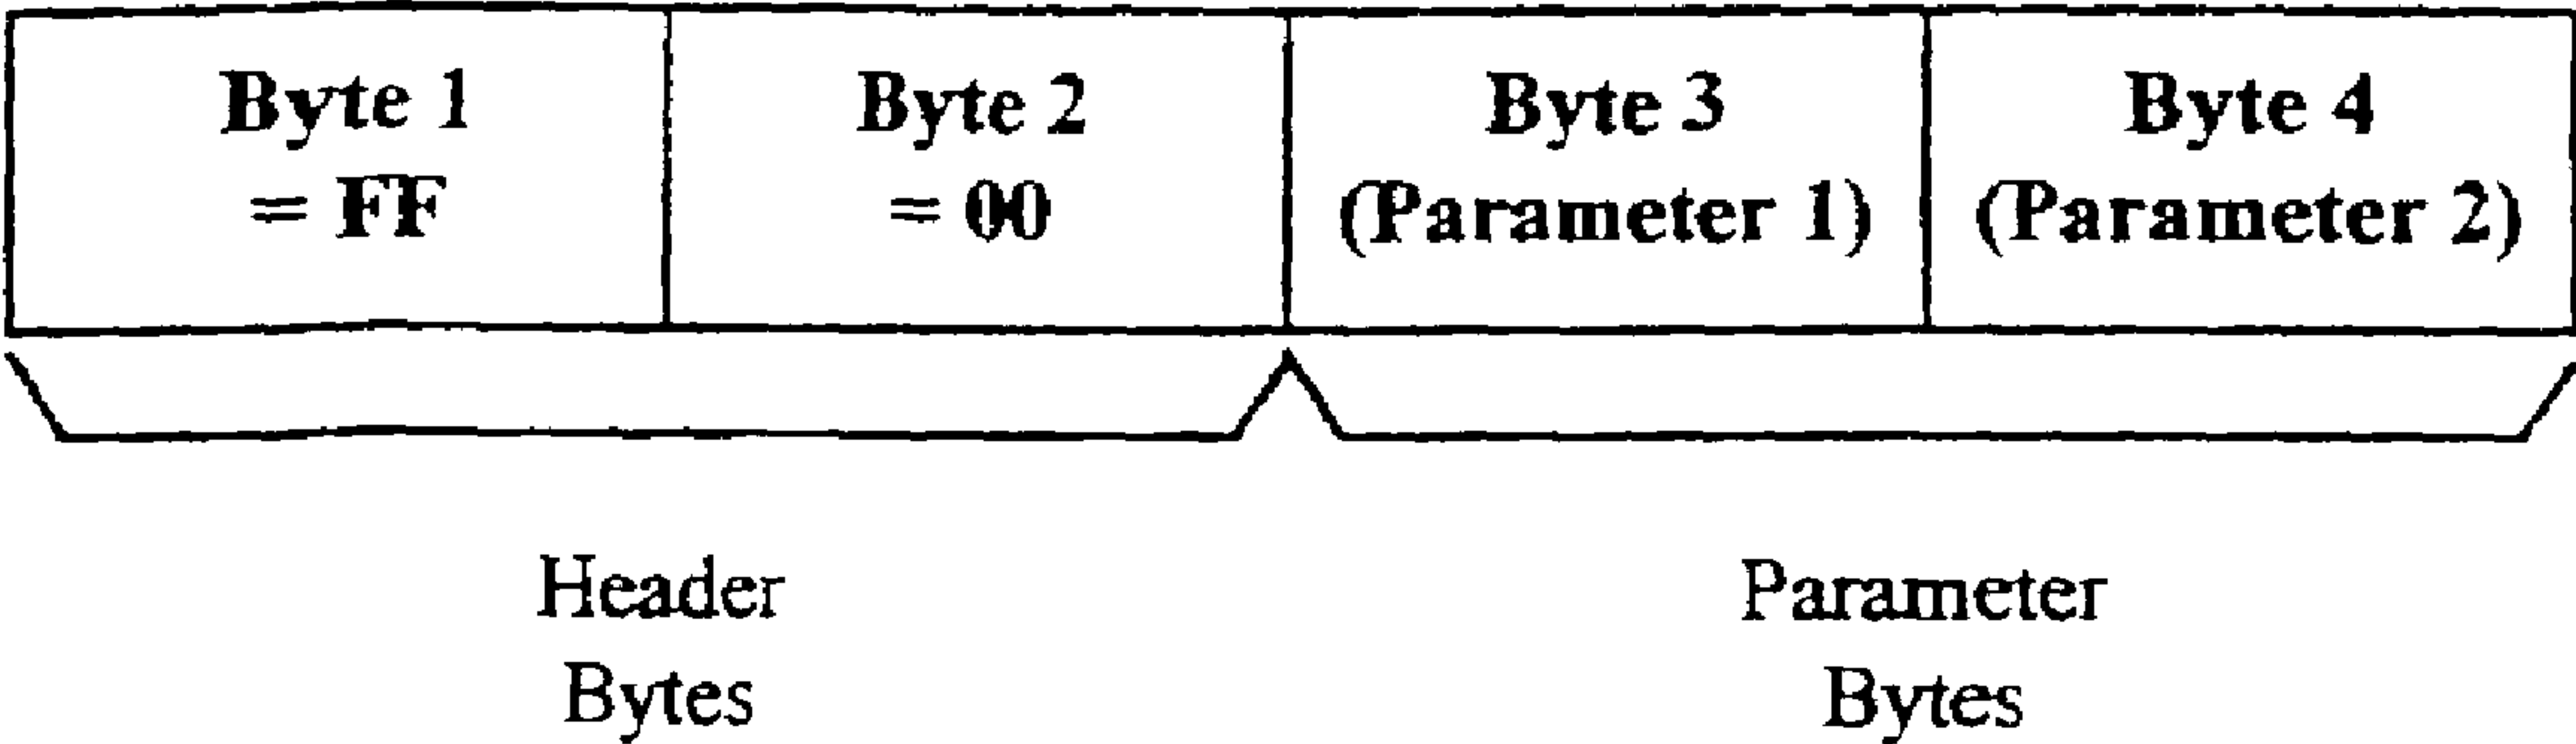 Byte 1
= FF
Byte 2
= 00
Byte 3
(Parameter 1)
Byte 4
(Parameter 2)
Header
Bytes
Parameter
Bytes